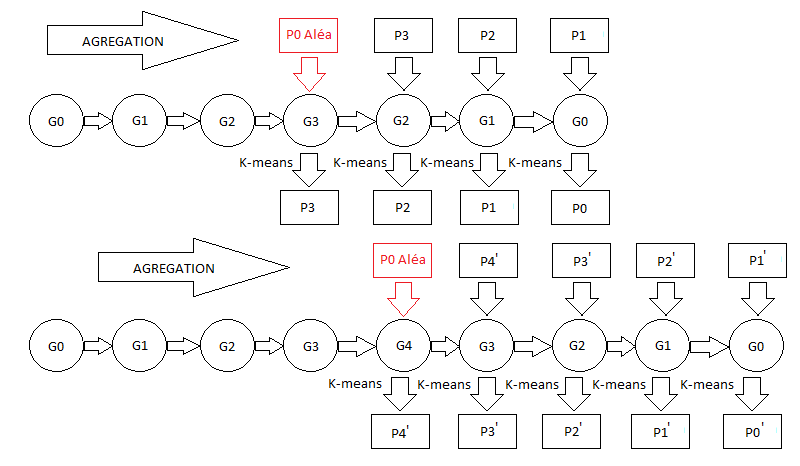 AGREGATION
P0 Aléa P3 P2 P1
G0 G1 G2 G3 G2 G1 G0
K-means K-means K-means K-means
P3 P2 P1 P0
AGREGATION
P0 Aléa P4' P3' P2' P1'
G0 G1 G2 G3 G4 G3 G2 G1 G0
K-means K-means K-means K-means K-means
P4' P3' P2' P1' P0'